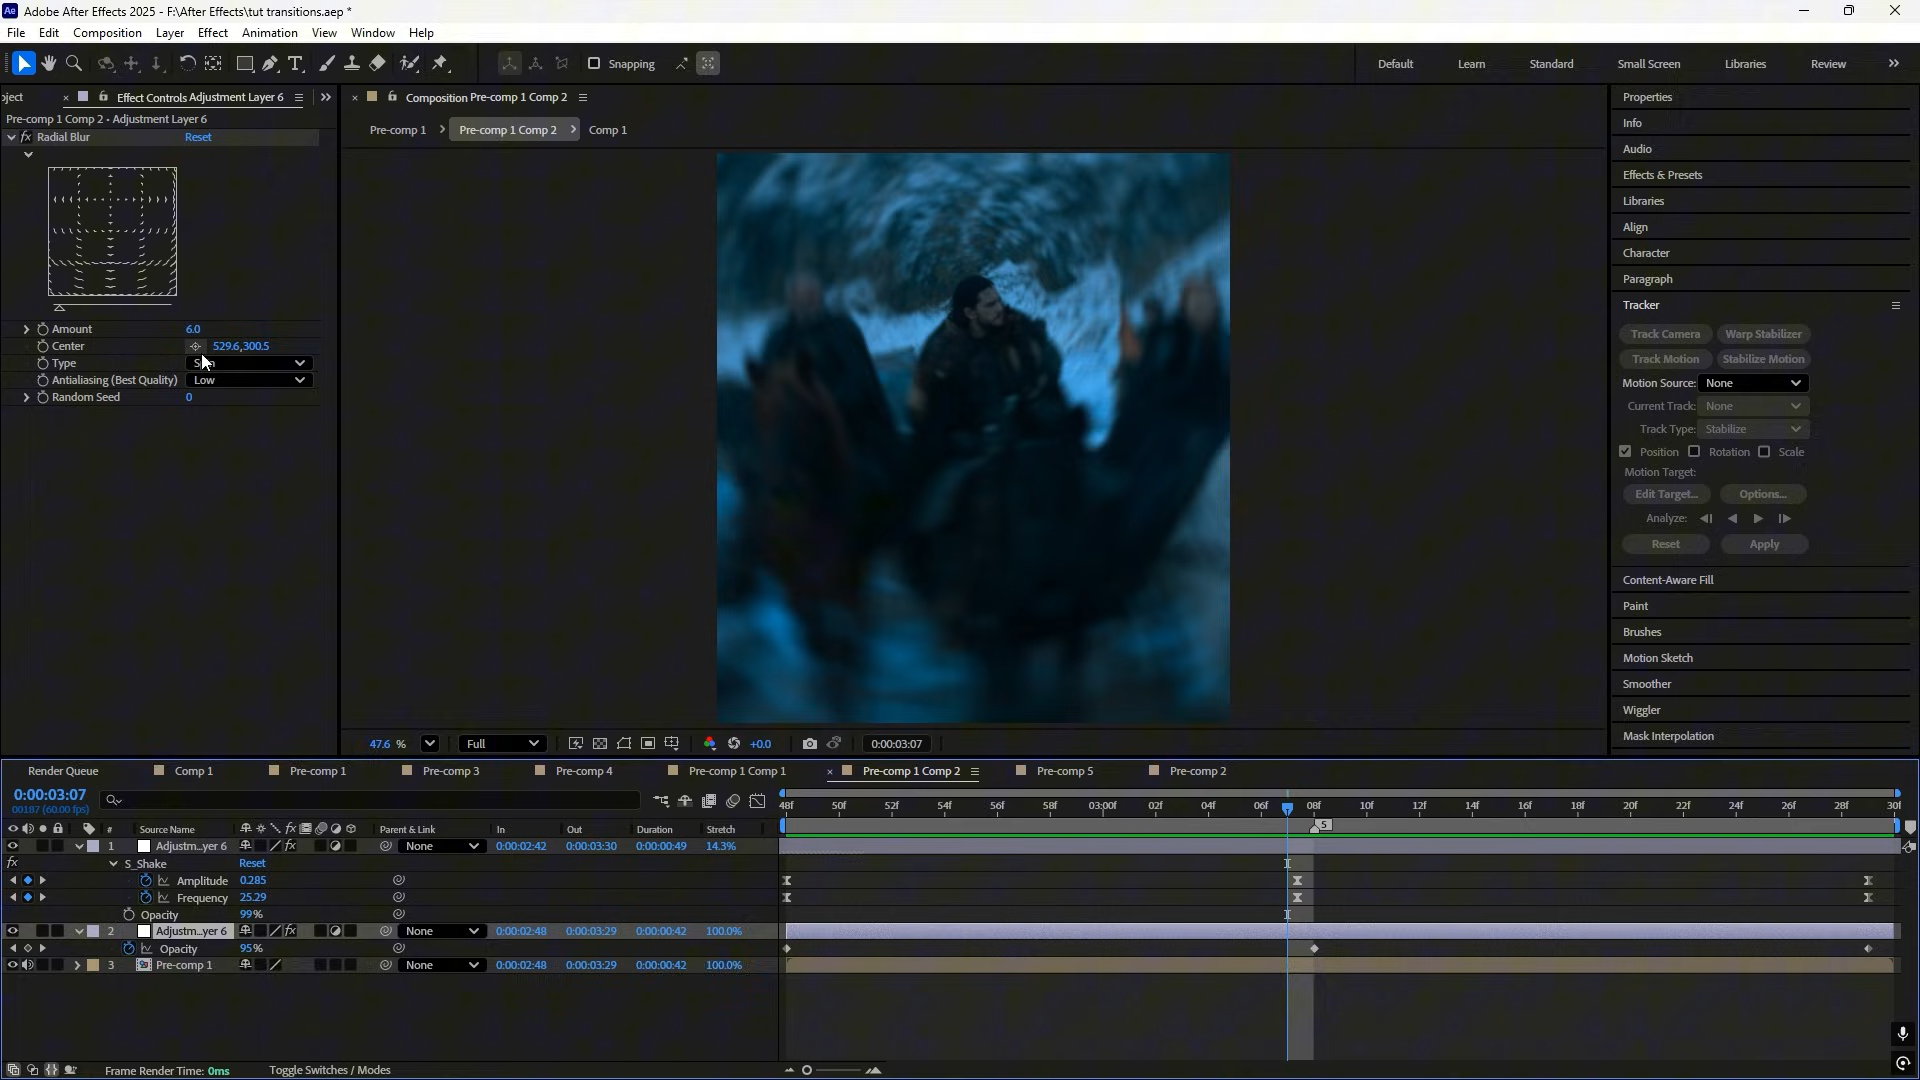 Ae Adobe After Effects 2025 - F:\After Effects\tut transitions.aep *
File Edit Composition Layer Effect Animation View Window Help
Snapping Default Learn Standard Small Screen Libraries Review
oject × Effect Controls Adjustment Layer 6
Pre-comp 1 Comp 2 - Adjustment Layer 6
fx Radial Blur Reset
Amount 6.0
Center 529.6,300.5
Type
Antialiasing (Best Quality) Low
Random Seed 0
× Composition Pre-comp 1 Comp 2
Pre-comp 1 Pre-comp 1 Comp 2 Comp 1
47.6 % Full +0.0 0:00:03:07
Properties
Info
Audio
Effects & Presets
Libraries
Align
Character
Paragraph
Tracker
Track Camera Warp Stabilizer
Track Motion Stabilize Motion
Motion Source: None
Current Track: None
Track Type: Stabilize
Position Rotation Scale
Motion Target:
Edit Target... Options...
Analyze:
Reset Apply
Content-Aware Fill
Paint
Brushes
Motion Sketch
Smoother
Wiggler
Mask Interpolation
Render Queue Comp 1 Pre-comp 1 Pre-comp 3 Pre-comp 4 Pre-comp 1 Comp 1 × Pre-comp 1 Comp 2 Pre-comp 5 Pre-comp 2
0:00:03:07
00187 (60.00 fps)
48f 50f 52f 54f 56f 58f 03:00f 02f 04f 06f 08f 10f 12f 14f 16f 18f 20f 22f 24f 26f 28f 30f
5
# Source Name fx Parent & Link In Out Duration Stretch
1 Adjustm...yer 6 fx None 0:00:02:42 0:00:03:30 0:00:00:49 14.3%
fx S_Shake Reset
Amplitude 0.285
Frequency 25.29
Opacity 99%
2 Adjustm...yer 6 fx None 0:00:02:48 0:00:03:29 0:00:00:42 100.0%
Opacity 95%
3 Pre-comp 1 None 0:00:02:48 0:00:03:29 0:00:00:42 100.0%
Frame Render Time: 0ms Toggle Switches / Modes